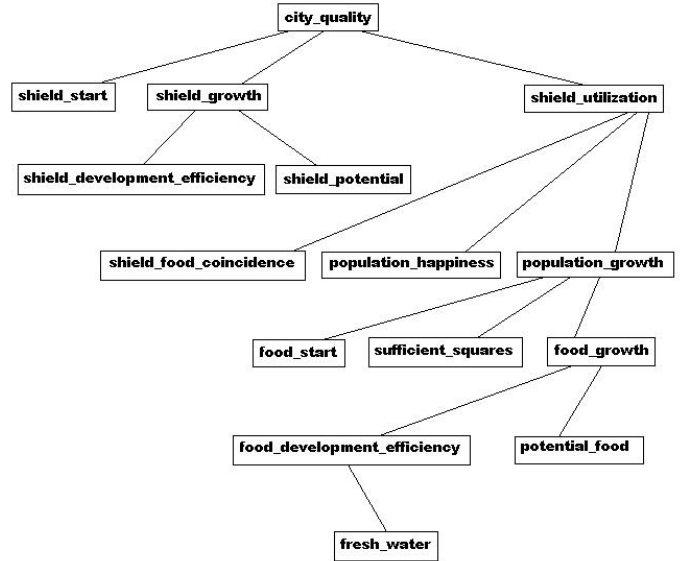 city_quality
shield_start
shield_growth
shield_utilization
shield_development_efficiency
shield_potential
shield_food_coincidence
population_happiness
population_growth
food_start
sufficient_squares
food_growth
food_development_efficiency
potential_food
fresh_water